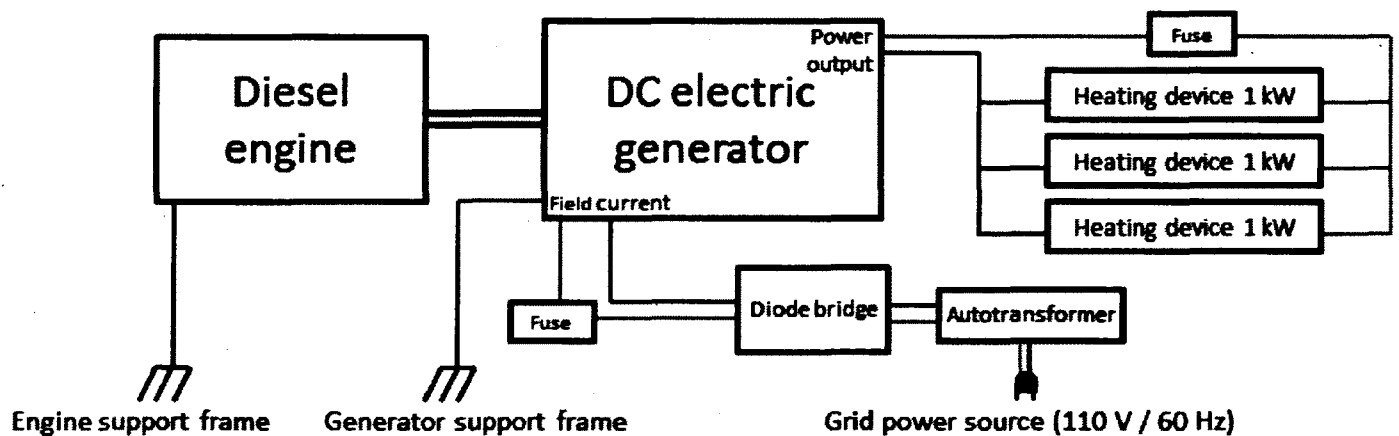 Diesel
engine
DC electric
generator
Power
output
Field current
Fuse
Heating device 1 kW
Heating device 1 kW
Heating device 1 kW
Fuse
Diode bridge
Autotransformer
Engine support frame
Generator support frame
Grid power source (110 V / 60 Hz)